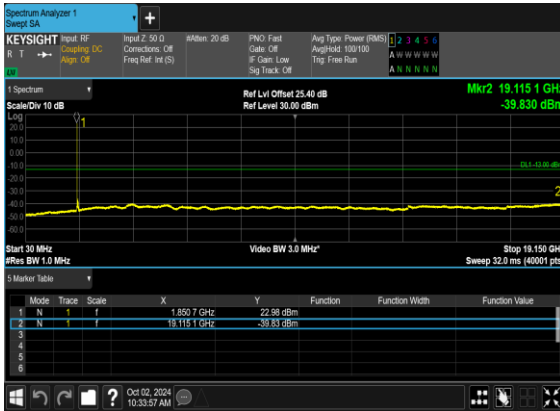 Spectrum Analyzer 1
Swept SA
+
KEYSIGHT Input: RF Input Z: 50 Ω #Atten: 20 dB PNO: Fast Avg Type: Power (RMS) 1 2 3 4 5 6
R T Coupling: DC Corrections: Off Gate: Off Avg|Hold: 100/100 A W W W W W
Align: Off Freq Ref: Int (S) IF Gain: Low Trig: Free Run
Sig Track: Off A N N N N N
1 Spectrum
Ref Lvl Offset 25.40 dB Mkr2 19.115 1 GHz
Scale/Div 10 dB Ref Level 30.00 dBm -39.830 dBm
Log
20.0
10.0
0.00
-10.0
DL1 -13.00 dBm
-20.0
-30.0
-40.0
-50.0
-60.0
1
2
Start 30 MHz Video BW 3.0 MHz* Stop 19.150 GHz
#Res BW 1.0 MHz Sweep 32.0 ms (40001 pts)
5 Marker Table
Mode Trace Scale X Y Function Function Width Function Value
1 N 1 f 1.850 7 GHz 22.98 dBm
2 N 1 f 19.115 1 GHz -39.83 dBm
3
4
5
6
?
Oct 02, 2024
10:33:57 AM